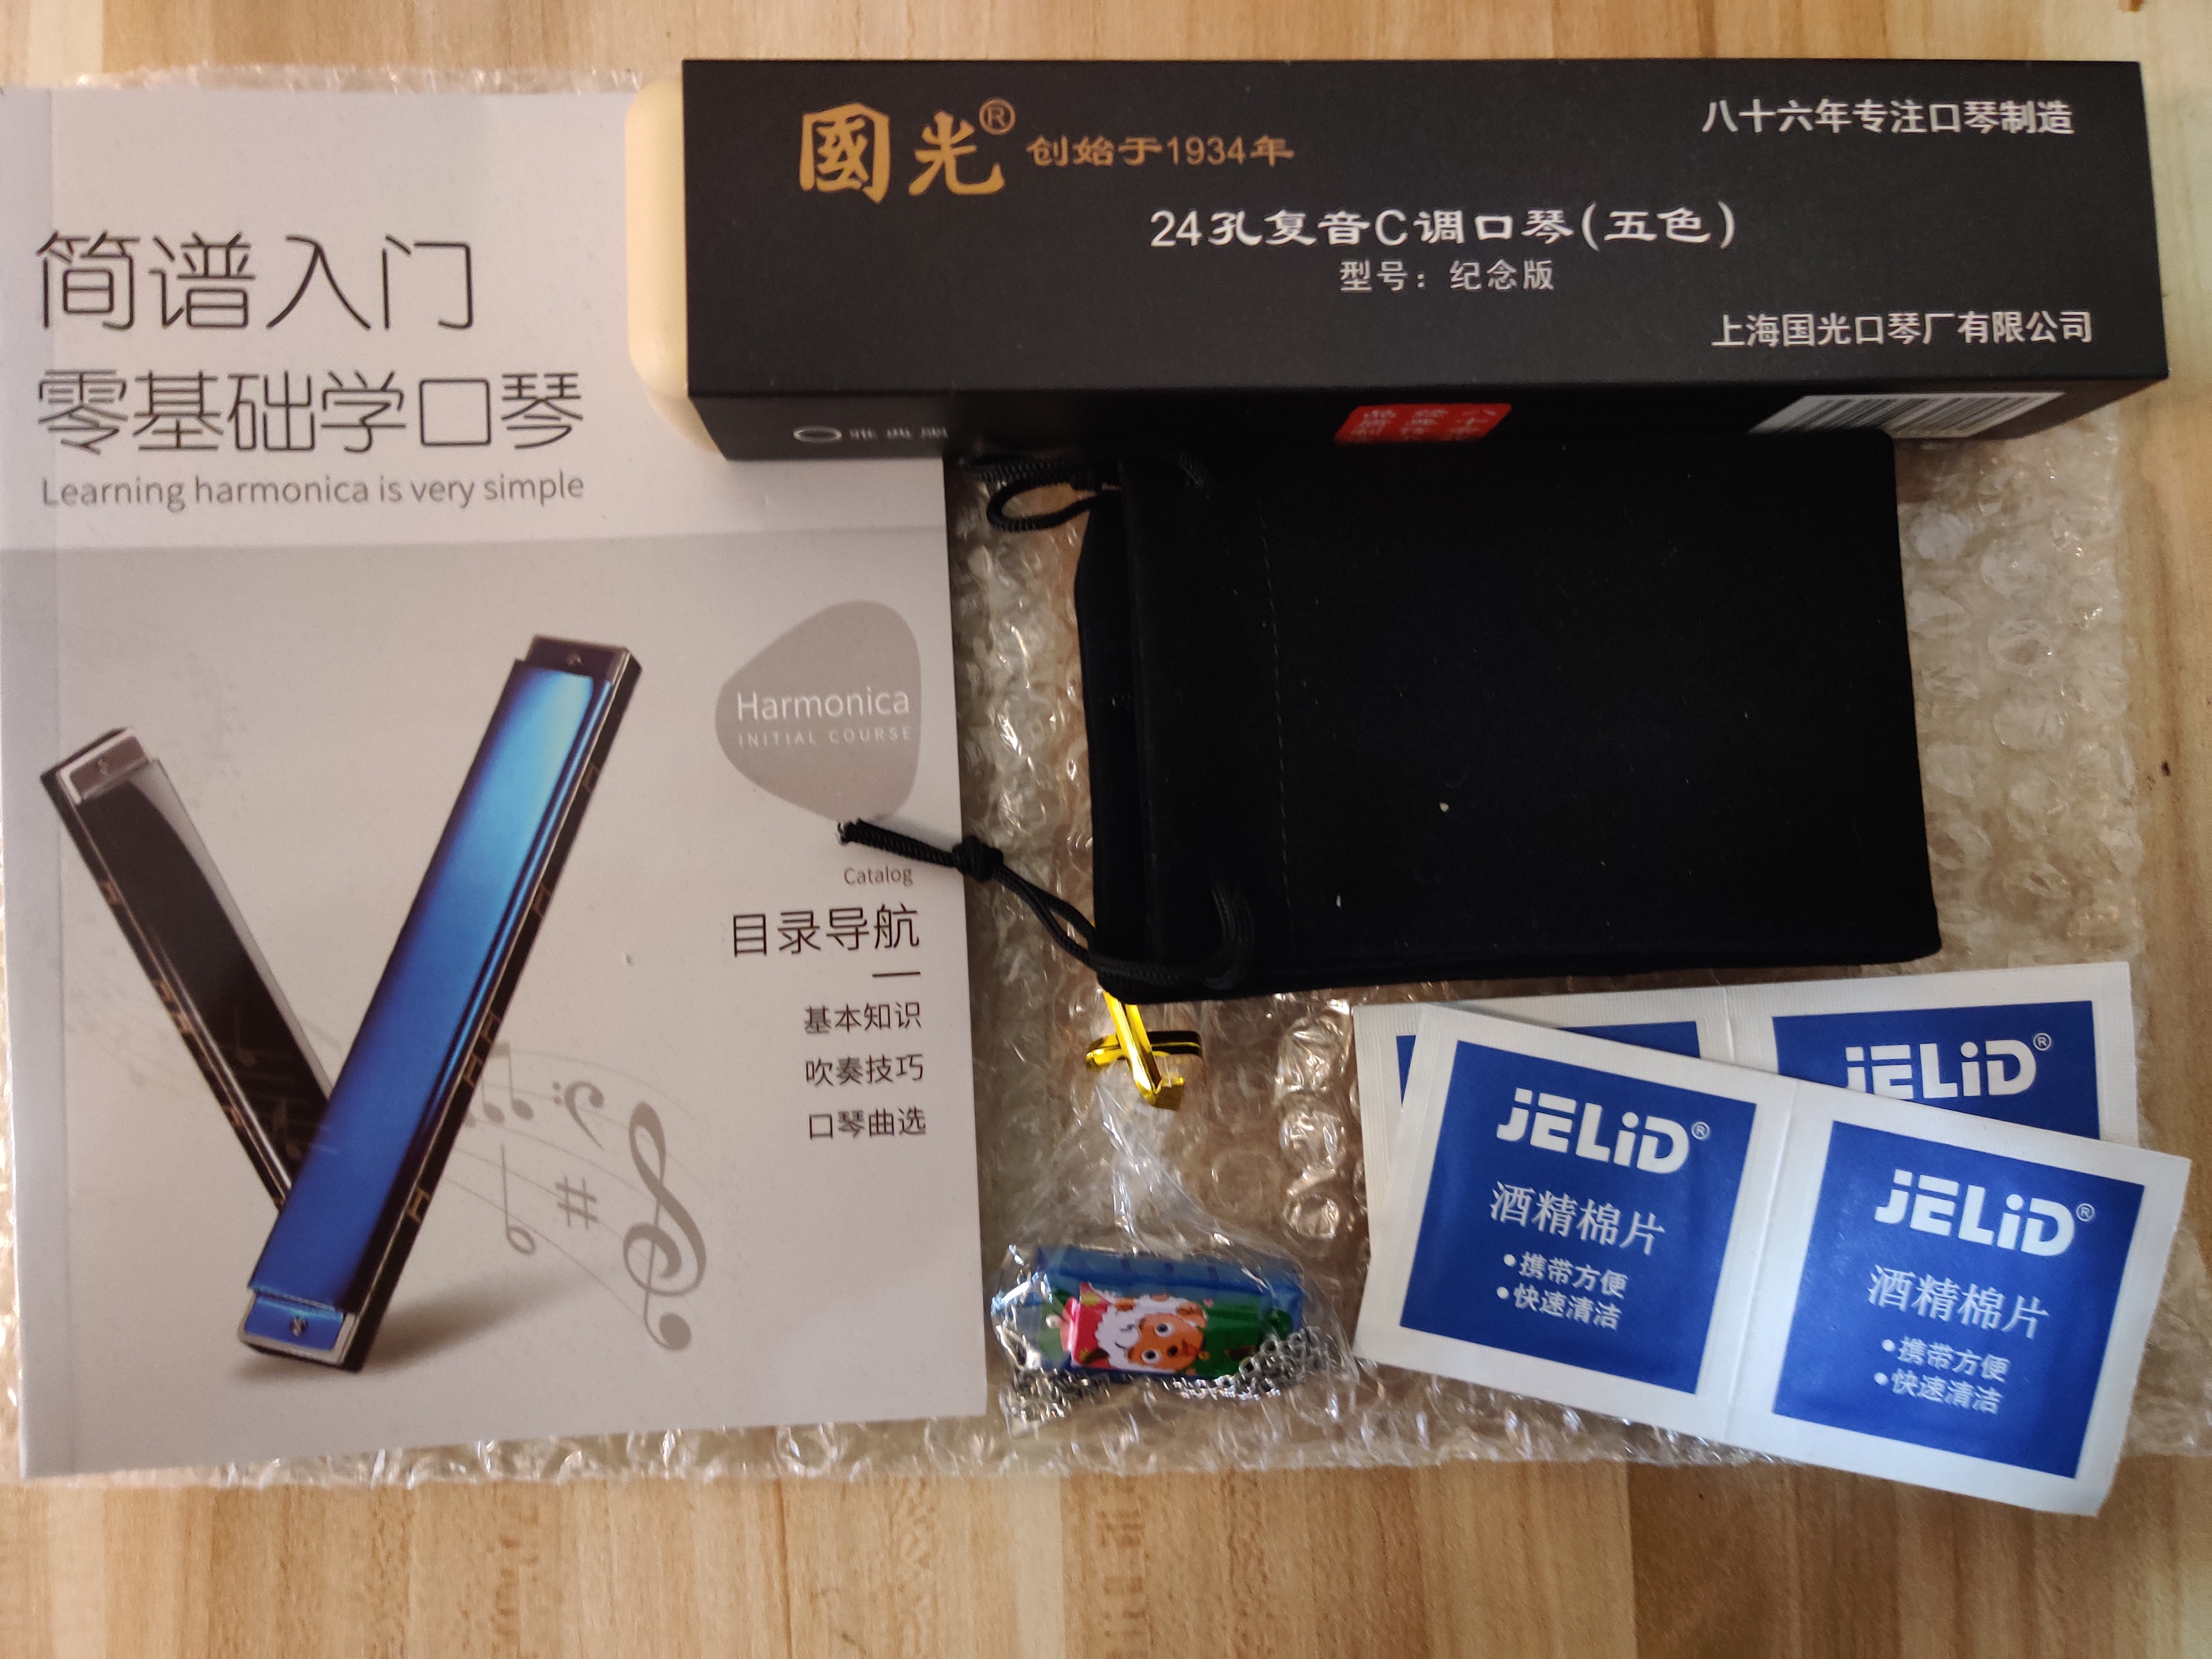 简谱入门
零基础学口琴
Learning harmonica is very simple
Harmonica
INITIAL COURSE
Catalog
目录导航
基本知识
吹奏技巧
口琴曲选
國光®
创始于1934年
八十六年专注口琴制造
24孔复音C调口琴(五色)
型号：纪念版
上海国光口琴厂有限公司
JELiD®
酒精棉片
•携带方便
•快速清洁
JELiD®
酒精棉片
•携带方便
•快速清洁
JELiD®